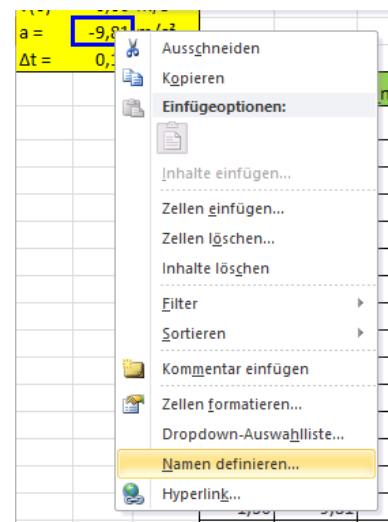 a = -9,81 m/s²
Δt =
Ausschneiden
Kopieren
Einfügeoptionen:
Inhalte einfügen...
Zellen einfügen...
Zellen löschen...
Inhalte löschen
Filter
Sortieren
Kommentar einfügen
Zellen formatieren...
Dropdown-Auswahlliste...
Namen definieren...
Hyperlink...